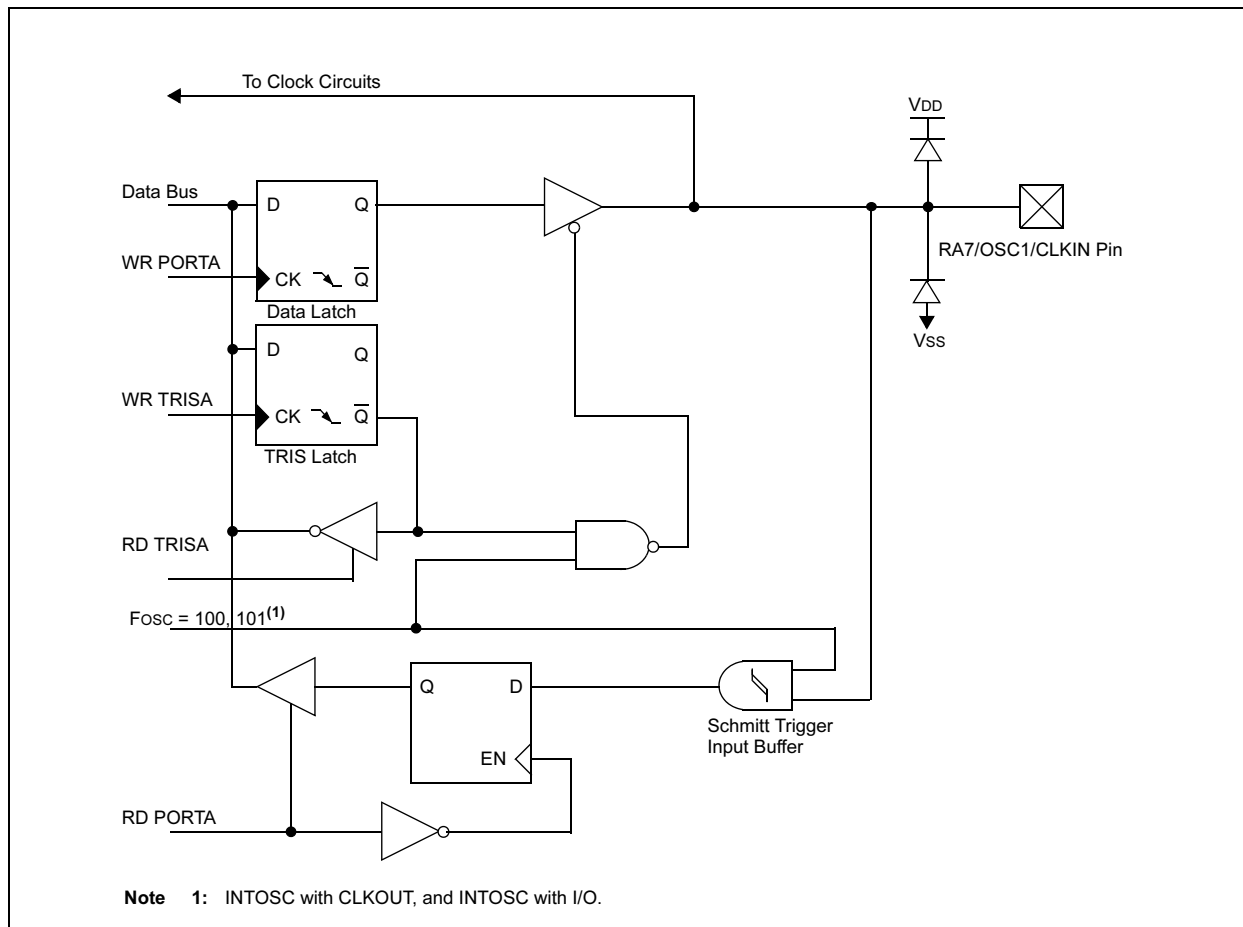 To Clock Circuits
VDD
Data Bus
D
Q
RA7/OSC1/CLKIN Pin
WR PORTA
CK
Q̅
Data Latch
VSS
D
Q
WR TRISA
CK
Q̅
TRIS Latch
RD TRISA
FOSC = 100, 101(1)
Q
D
Schmitt Trigger
Input Buffer
EN
RD PORTA
Note 1: INTOSC with CLKOUT, and INTOSC with I/O.